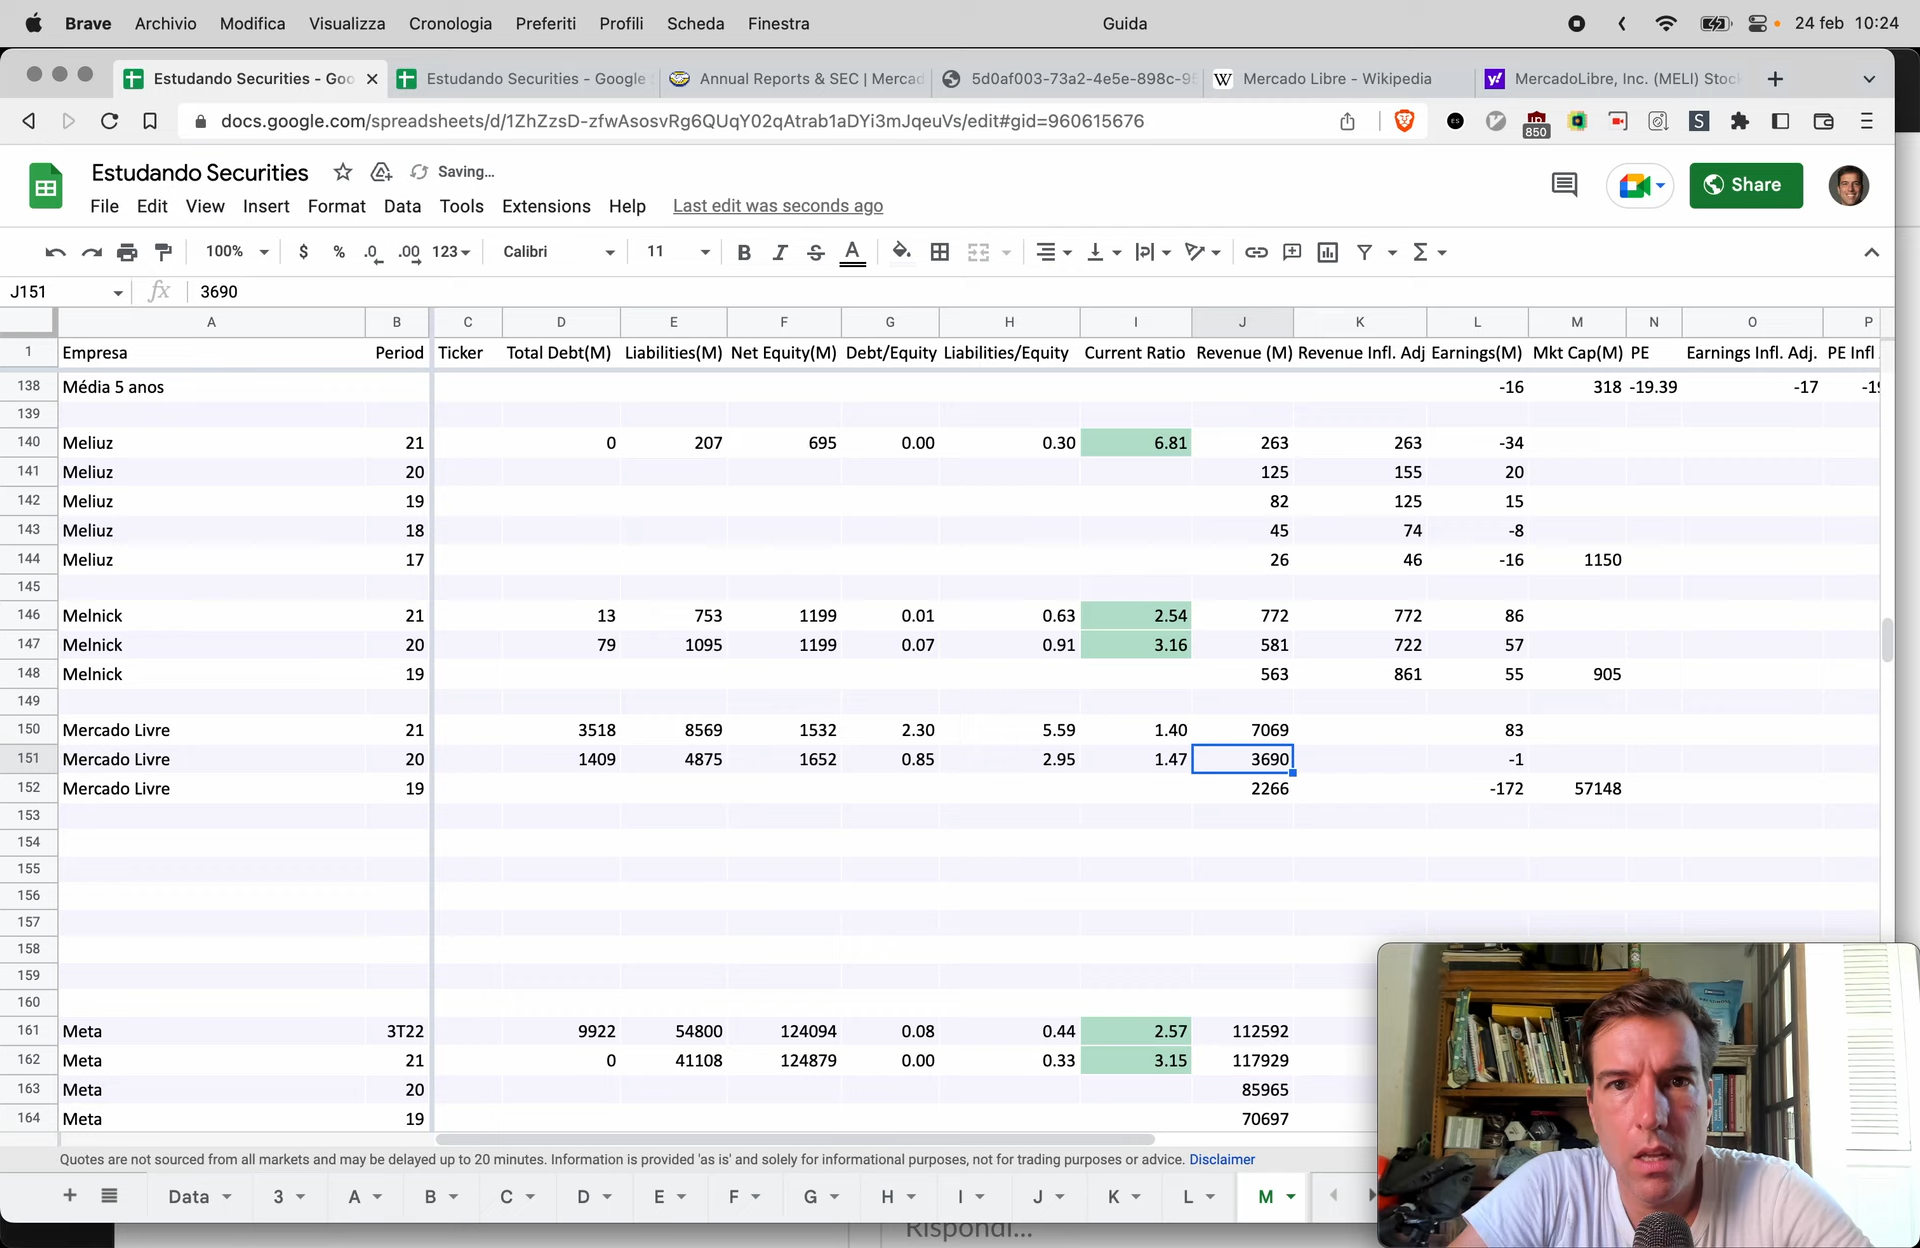 Brave Archivio Modifica Visualizza Cronologia Preferiti Profili Scheda Finestra Guida 24 feb 10:24
Estudando Securities - Goo Estudando Securities - Google S Annual Reports & SEC | Mercad 5d0af003-73a2-4e5e-898c-95 Mercado Libre - Wikipedia MercadoLibre, Inc. (MELI) Stoc
docs.google.com/spreadsheets/d/1ZhZzsD-zfwAsosvRg6QUqY02qAtrab1aDYi3mJqeuVs/edit#gid=960615676 850
Estudando Securities Saving... Share
File Edit View Insert Format Data Tools Extensions Help Last edit was seconds ago
100% $ % .0 .00 123 Calibri 11 B I S A
J151 fx 3690
A B C D E F G H I J K L M N O P
1 Empresa Period Ticker Total Debt(M) Liabilities(M) Net Equity(M) Debt/Equity Liabilities/Equity Current Ratio Revenue (M) Revenue Infl. Adj Earnings(M) Mkt Cap(M) PE Earnings Infl. Adj. PE Infl
138 Média 5 anos -16 318 -19.39 -17
139
140 Meliuz 21 0 207 695 0.00 0.30 6.81 263 263 -34
141 Meliuz 20 125 155 20
142 Meliuz 19 82 125 15
143 Meliuz 18 45 74 -8
144 Meliuz 17 26 46 -16 1150
145
146 Melnick 21 13 753 1199 0.01 0.63 2.54 772 772 86
147 Melnick 20 79 1095 1199 0.07 0.91 3.16 581 722 57
148 Melnick 19 563 861 55 905
149
150 Mercado Livre 21 3518 8569 1532 2.30 5.59 1.40 7069 83
151 Mercado Livre 20 1409 4875 1652 0.85 2.95 1.47 3690 -1
152 Mercado Livre 19 2266 -172 57148
153
154
155
156
157
158
159
160
161 Meta 3T22 9922 54800 124094 0.08 0.44 2.57 112592
162 Meta 21 0 41108 124879 0.00 0.33 3.15 117929
163 Meta 20 85965
164 Meta 19 70697
Quotes are not sourced from all markets and may be delayed up to 20 minutes. Information is provided 'as is' and solely for informational purposes, not for trading purposes or advice. Disclaimer
Data 3 A B C D E F G H I J K L M
Rispondi...